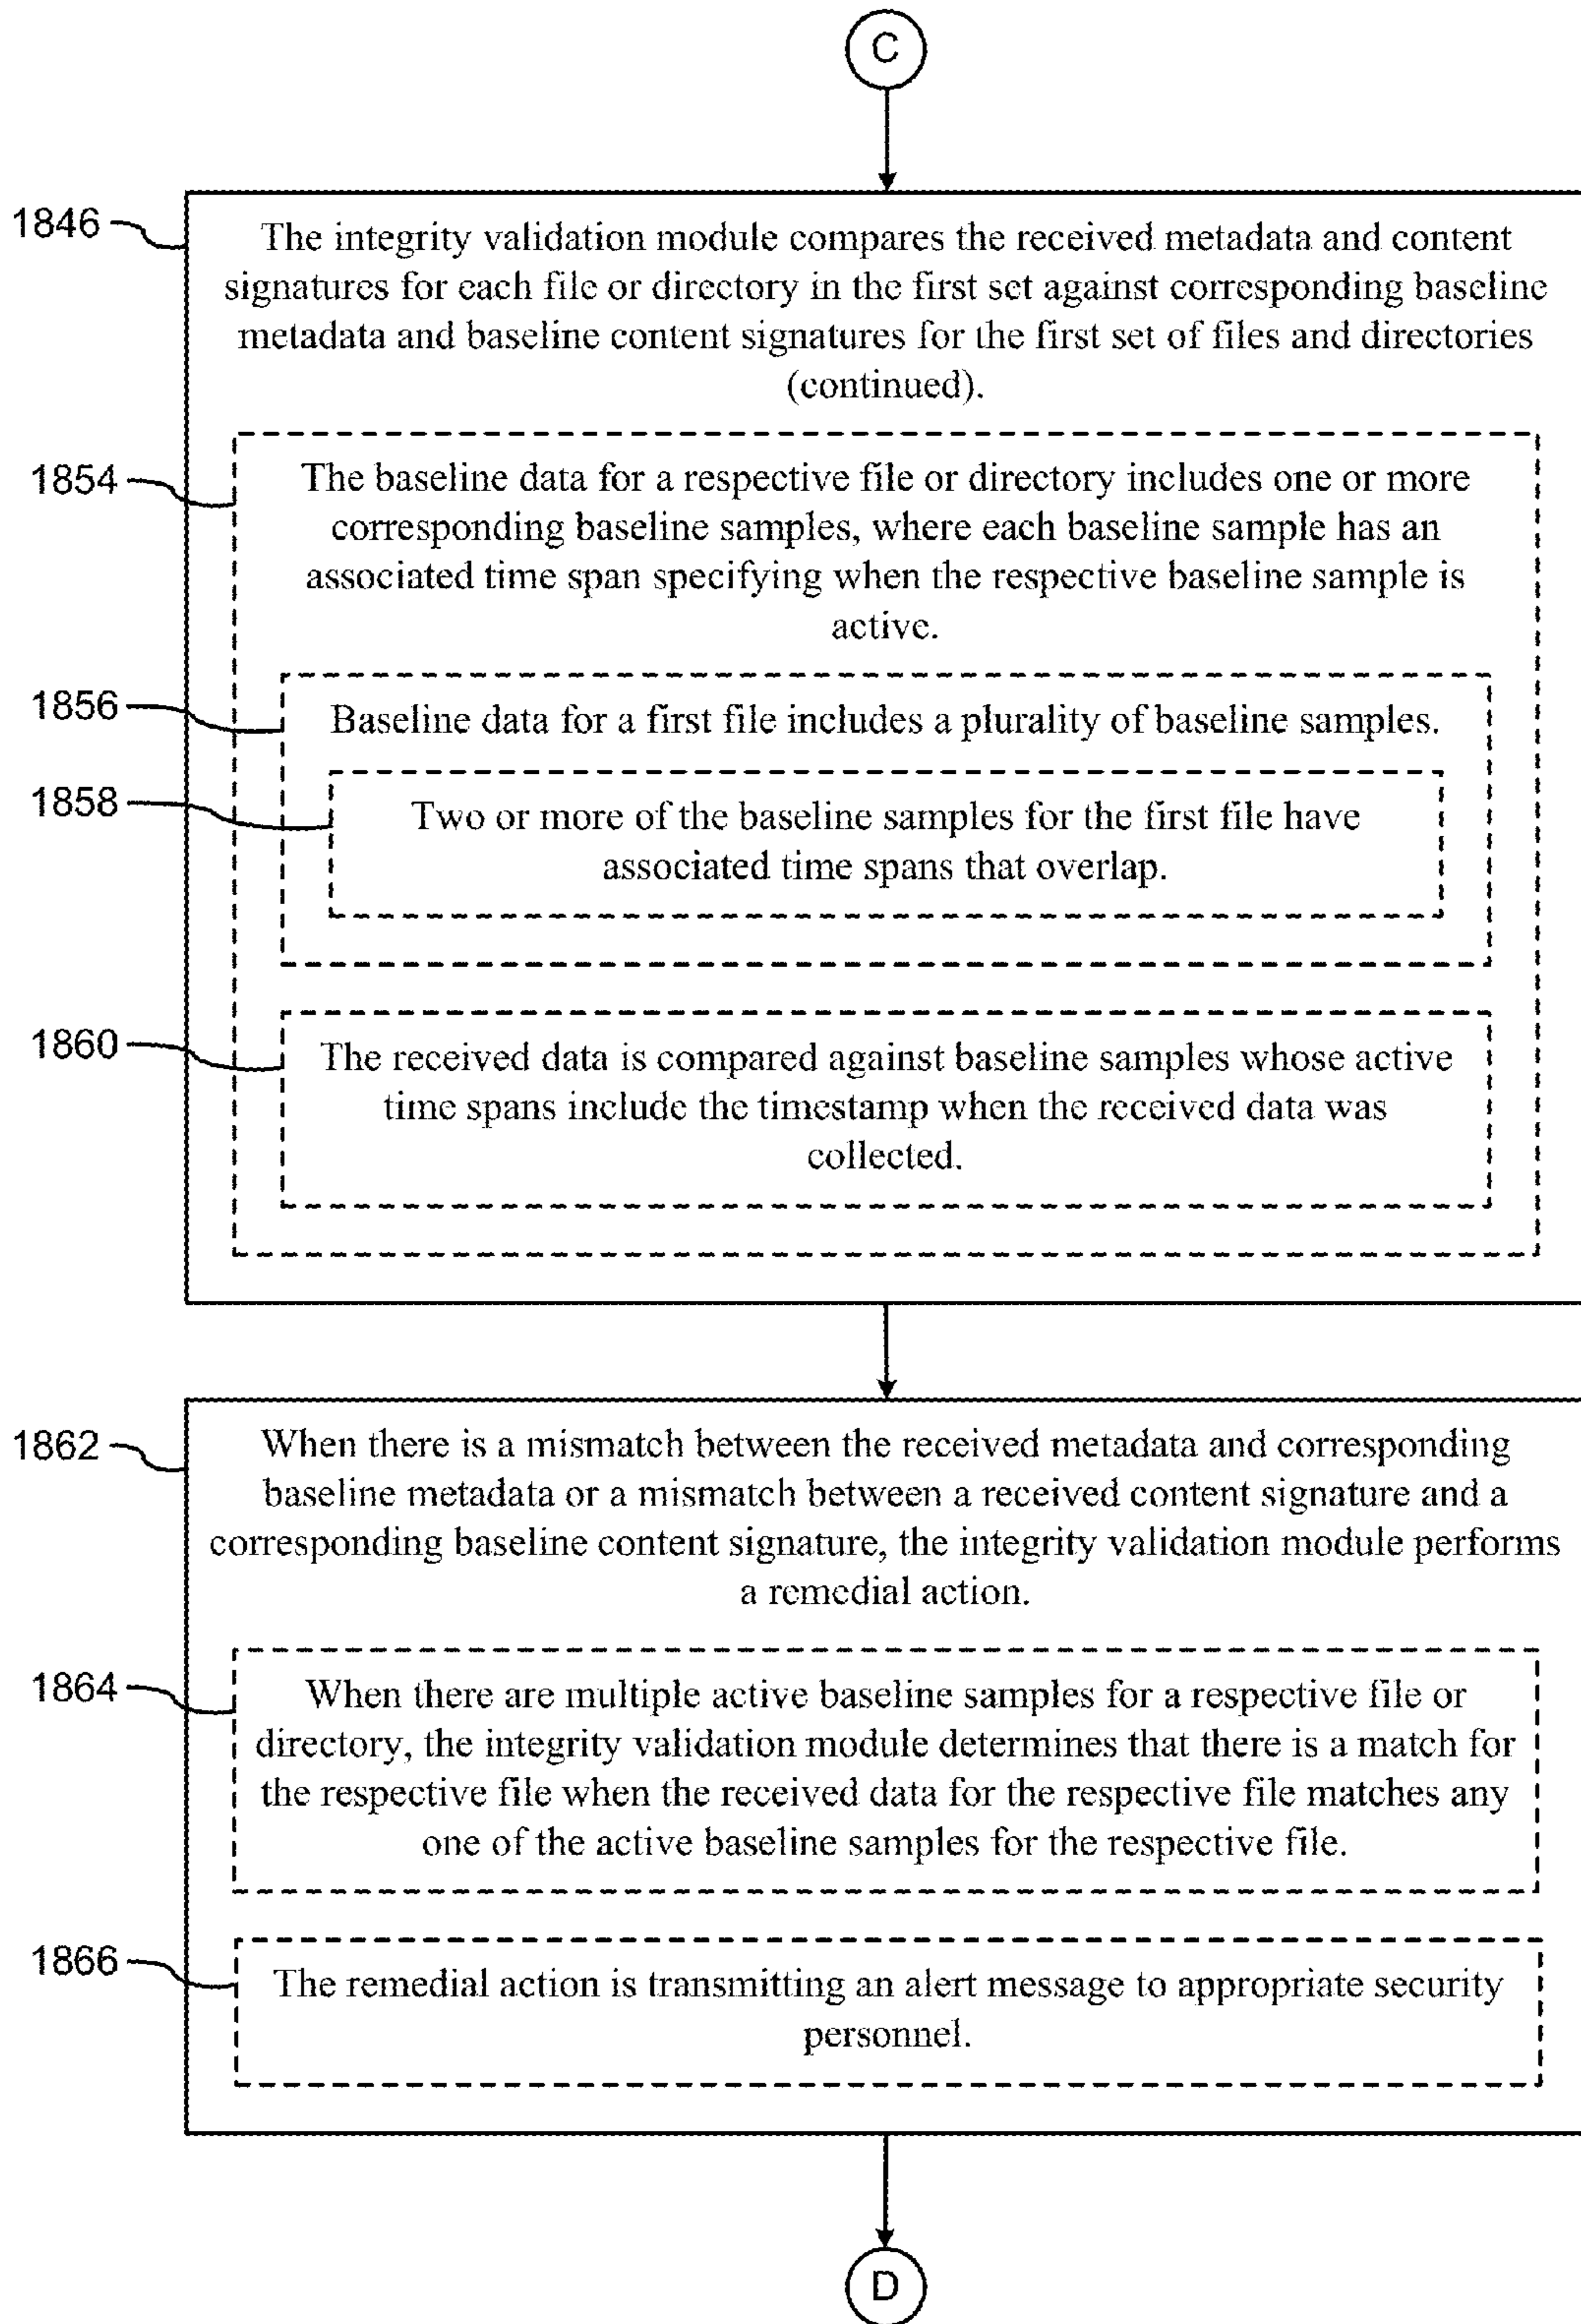 C
1846
The integrity validation module compares the received metadata and content
signatures for each file or directory in the first set against corresponding baseline
metadata and baseline content signatures for the first set of files and directories
(continued).
1854
The baseline data for a respective file or directory includes one or more
corresponding baseline samples, where each baseline sample has an
associated time span specifying when the respective baseline sample is
active.
1856
Baseline data for a first file includes a plurality of baseline samples.
1858
Two or more of the baseline samples for the first file have
associated time spans that overlap.
1860
The received data is compared against baseline samples whose active
time spans include the timestamp when the received data was
collected.
1862
When there is a mismatch between the received metadata and corresponding
baseline metadata or a mismatch between a received content signature and a
corresponding baseline content signature, the integrity validation module performs
a remedial action.
1864
When there are multiple active baseline samples for a respective file or
directory, the integrity validation module determines that there is a match for
the respective file when the received data for the respective file matches any
one of the active baseline samples for the respective file.
1866
The remedial action is transmitting an alert message to appropriate security
personnel.
D